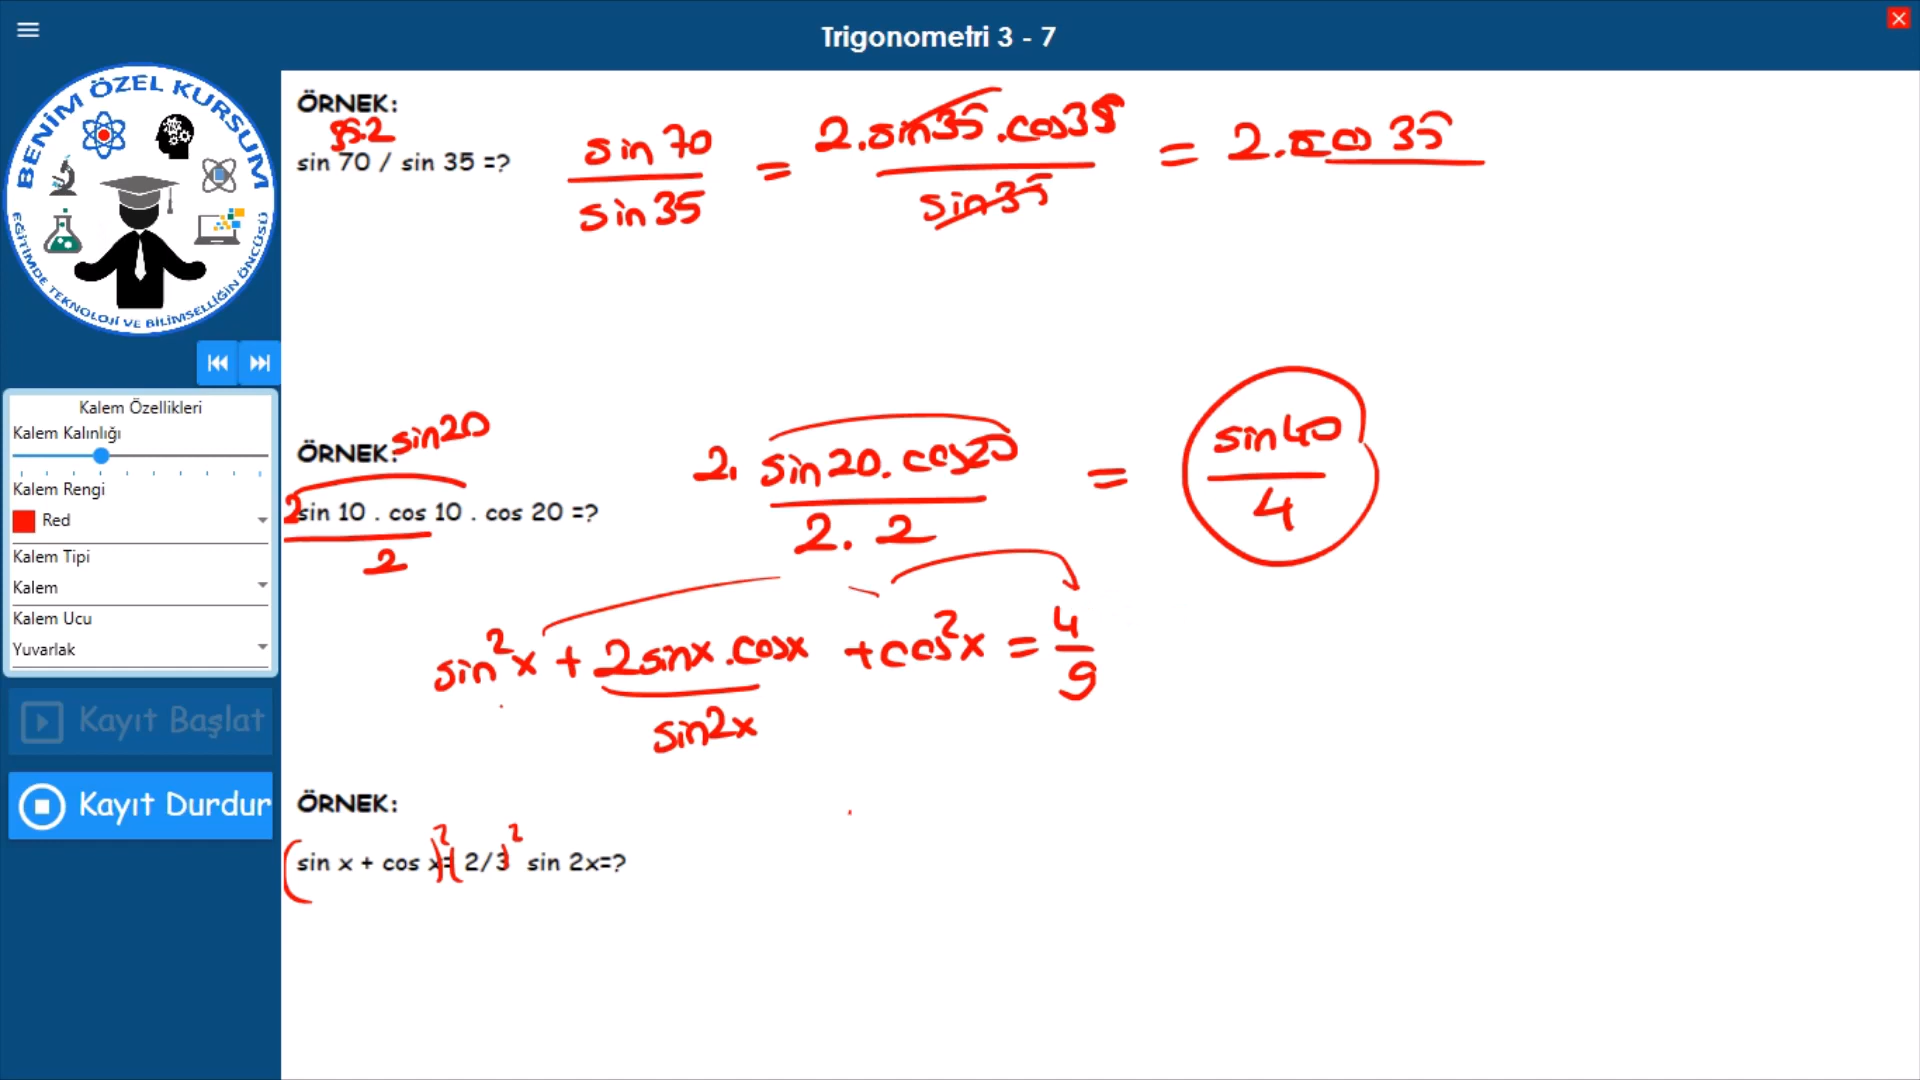 Trigonometri 3 - 7
BENİM ÖZEL KURSUM
EĞİTİMDE TEKNOLOJİ VE BİLİMSELLİĞİN ÖNCÜSÜ
Kalem Özellikleri
Kalem Kalınlığı
Kalem Rengi
Red
Kalem Tipi
Kalem
Kalem Ucu
Yuvarlak
Kayıt Başlat
Kayıt Durdur
ÖRNEK:
35.2
sin 70 / sin 35 =?
sin 70 / sin 35 = 2.sin35.cos35 / sin35 = 2.cos 35
ÖRNEK:
sin20
2 sin 10 . cos 10 . cos 20 =?
2
2. sin20. cos20 / 2. 2 = sin40 / 4
sin²x + 2sinx.cosx + cos²x = 4/9
sin2x
ÖRNEK:
(sin x + cos x)²= (2/3)² sin 2x=?